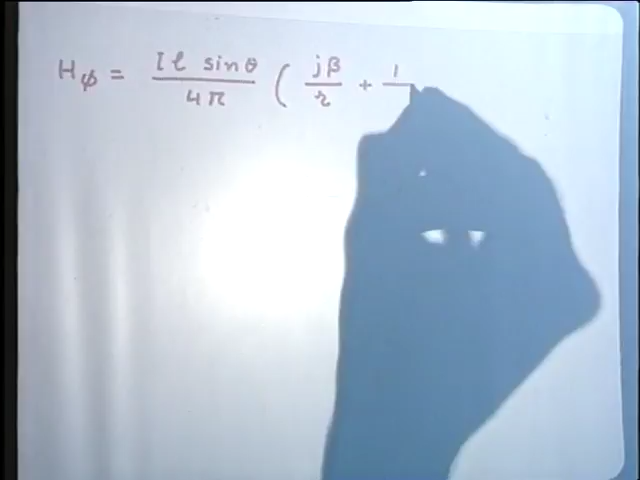 Hφ = Il sinθ / 4π ( jβ / r + 1